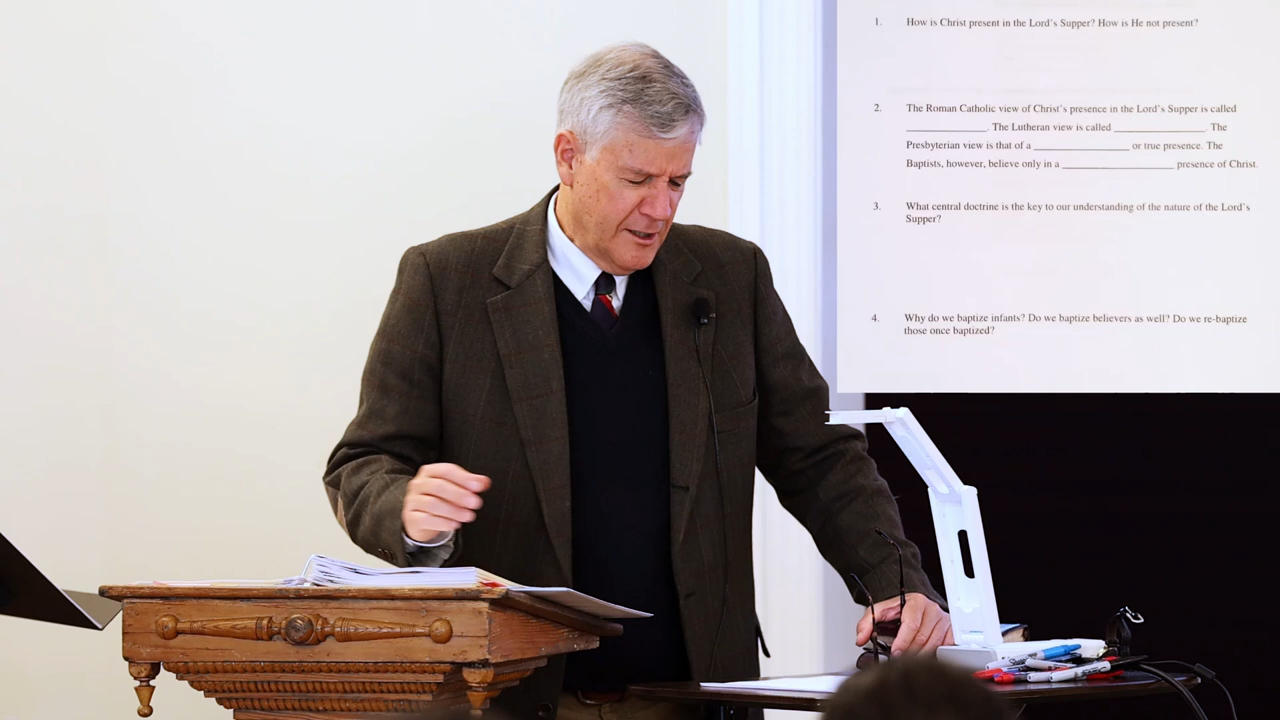 1. How is Christ present in the Lord's Supper? How is He not present?
2. The Roman Catholic view of Christ's presence in the Lord's Supper is called
_______________. The Lutheran view is called _________________. The
Presbyterian view is that of a __________________ or true presence. The
Baptists, however, believe only in a _____________________ presence of Christ.
3. What central doctrine is the key to our understanding of the nature of the Lord's
Supper?
4. Why do we baptize infants? Do we baptize believers as well? Do we re-baptize
those once baptized?